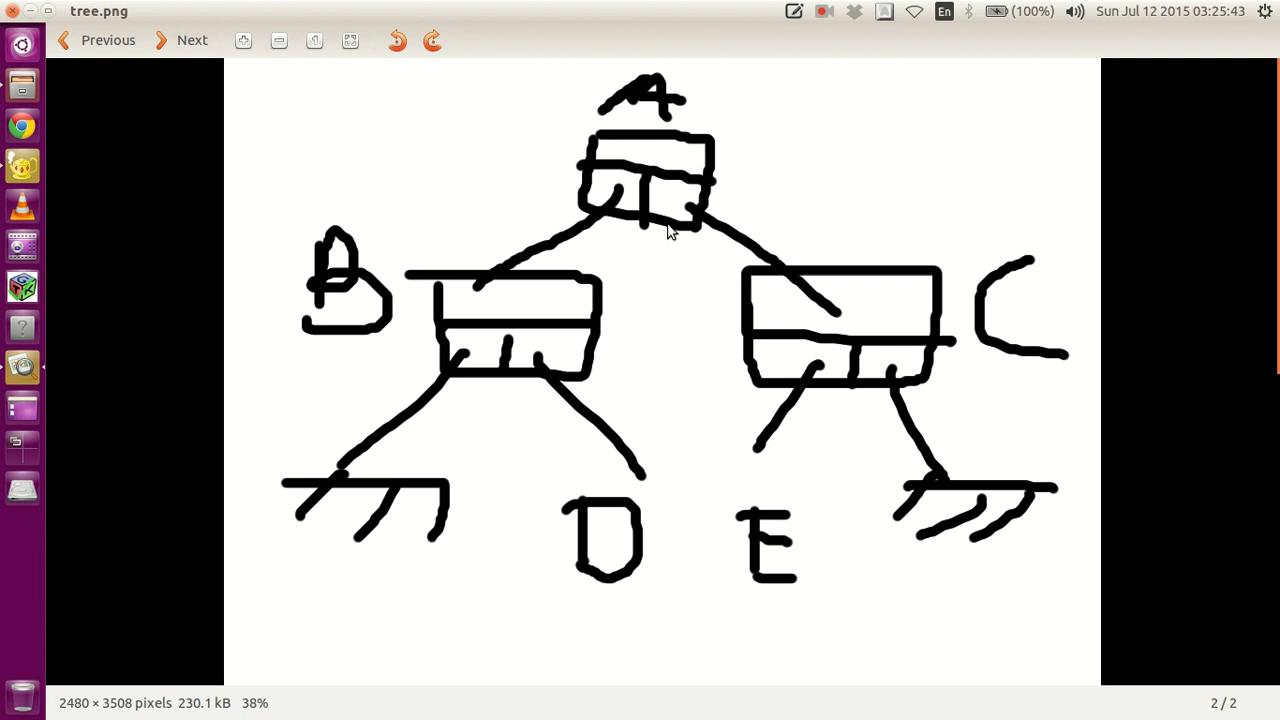 tree.png
En (100%) Sun Jul 12 2015 03:25:43
Previous Next
A
B C
D E
2480 × 3508 pixels 230.1 kB 38% 2 / 2